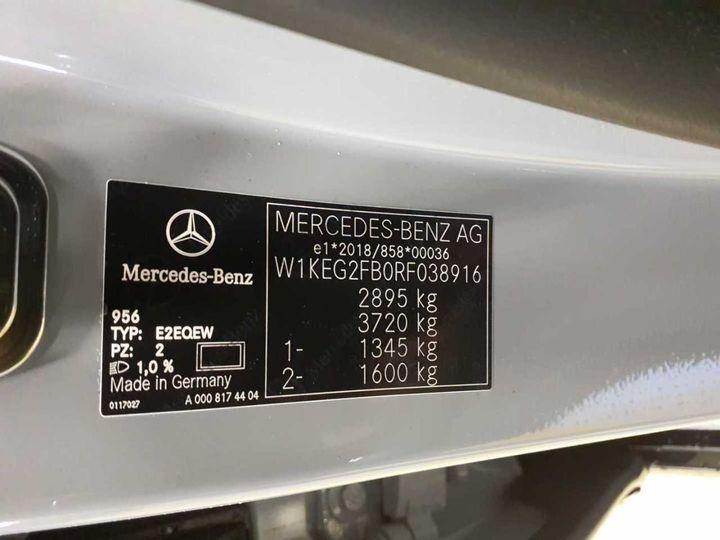 Mercedes-Benz
956
TYP: E2EQEW
PZ: 2
1,0 %
Made in Germany
0117027 A 000 817 44 04
MERCEDES-BENZ AG
e1*2018/858*00036
W1KEG2FB0RF038916
2895 kg
3720 kg
1- 1345 kg
2- 1600 kg